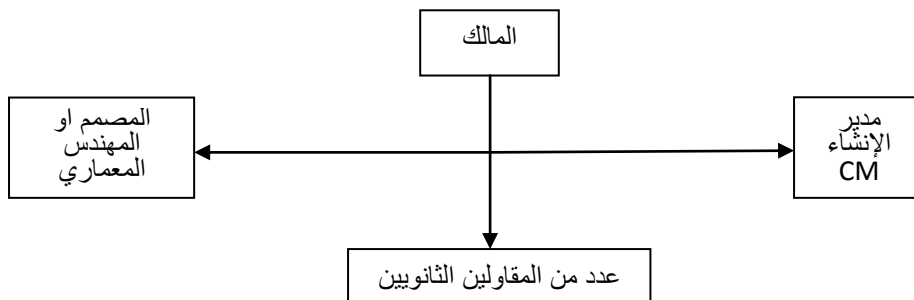 المالك
مدير
الإنشاء
CM
المصمم او
المهندس
المعماري
عدد من المقاولين الثانويين